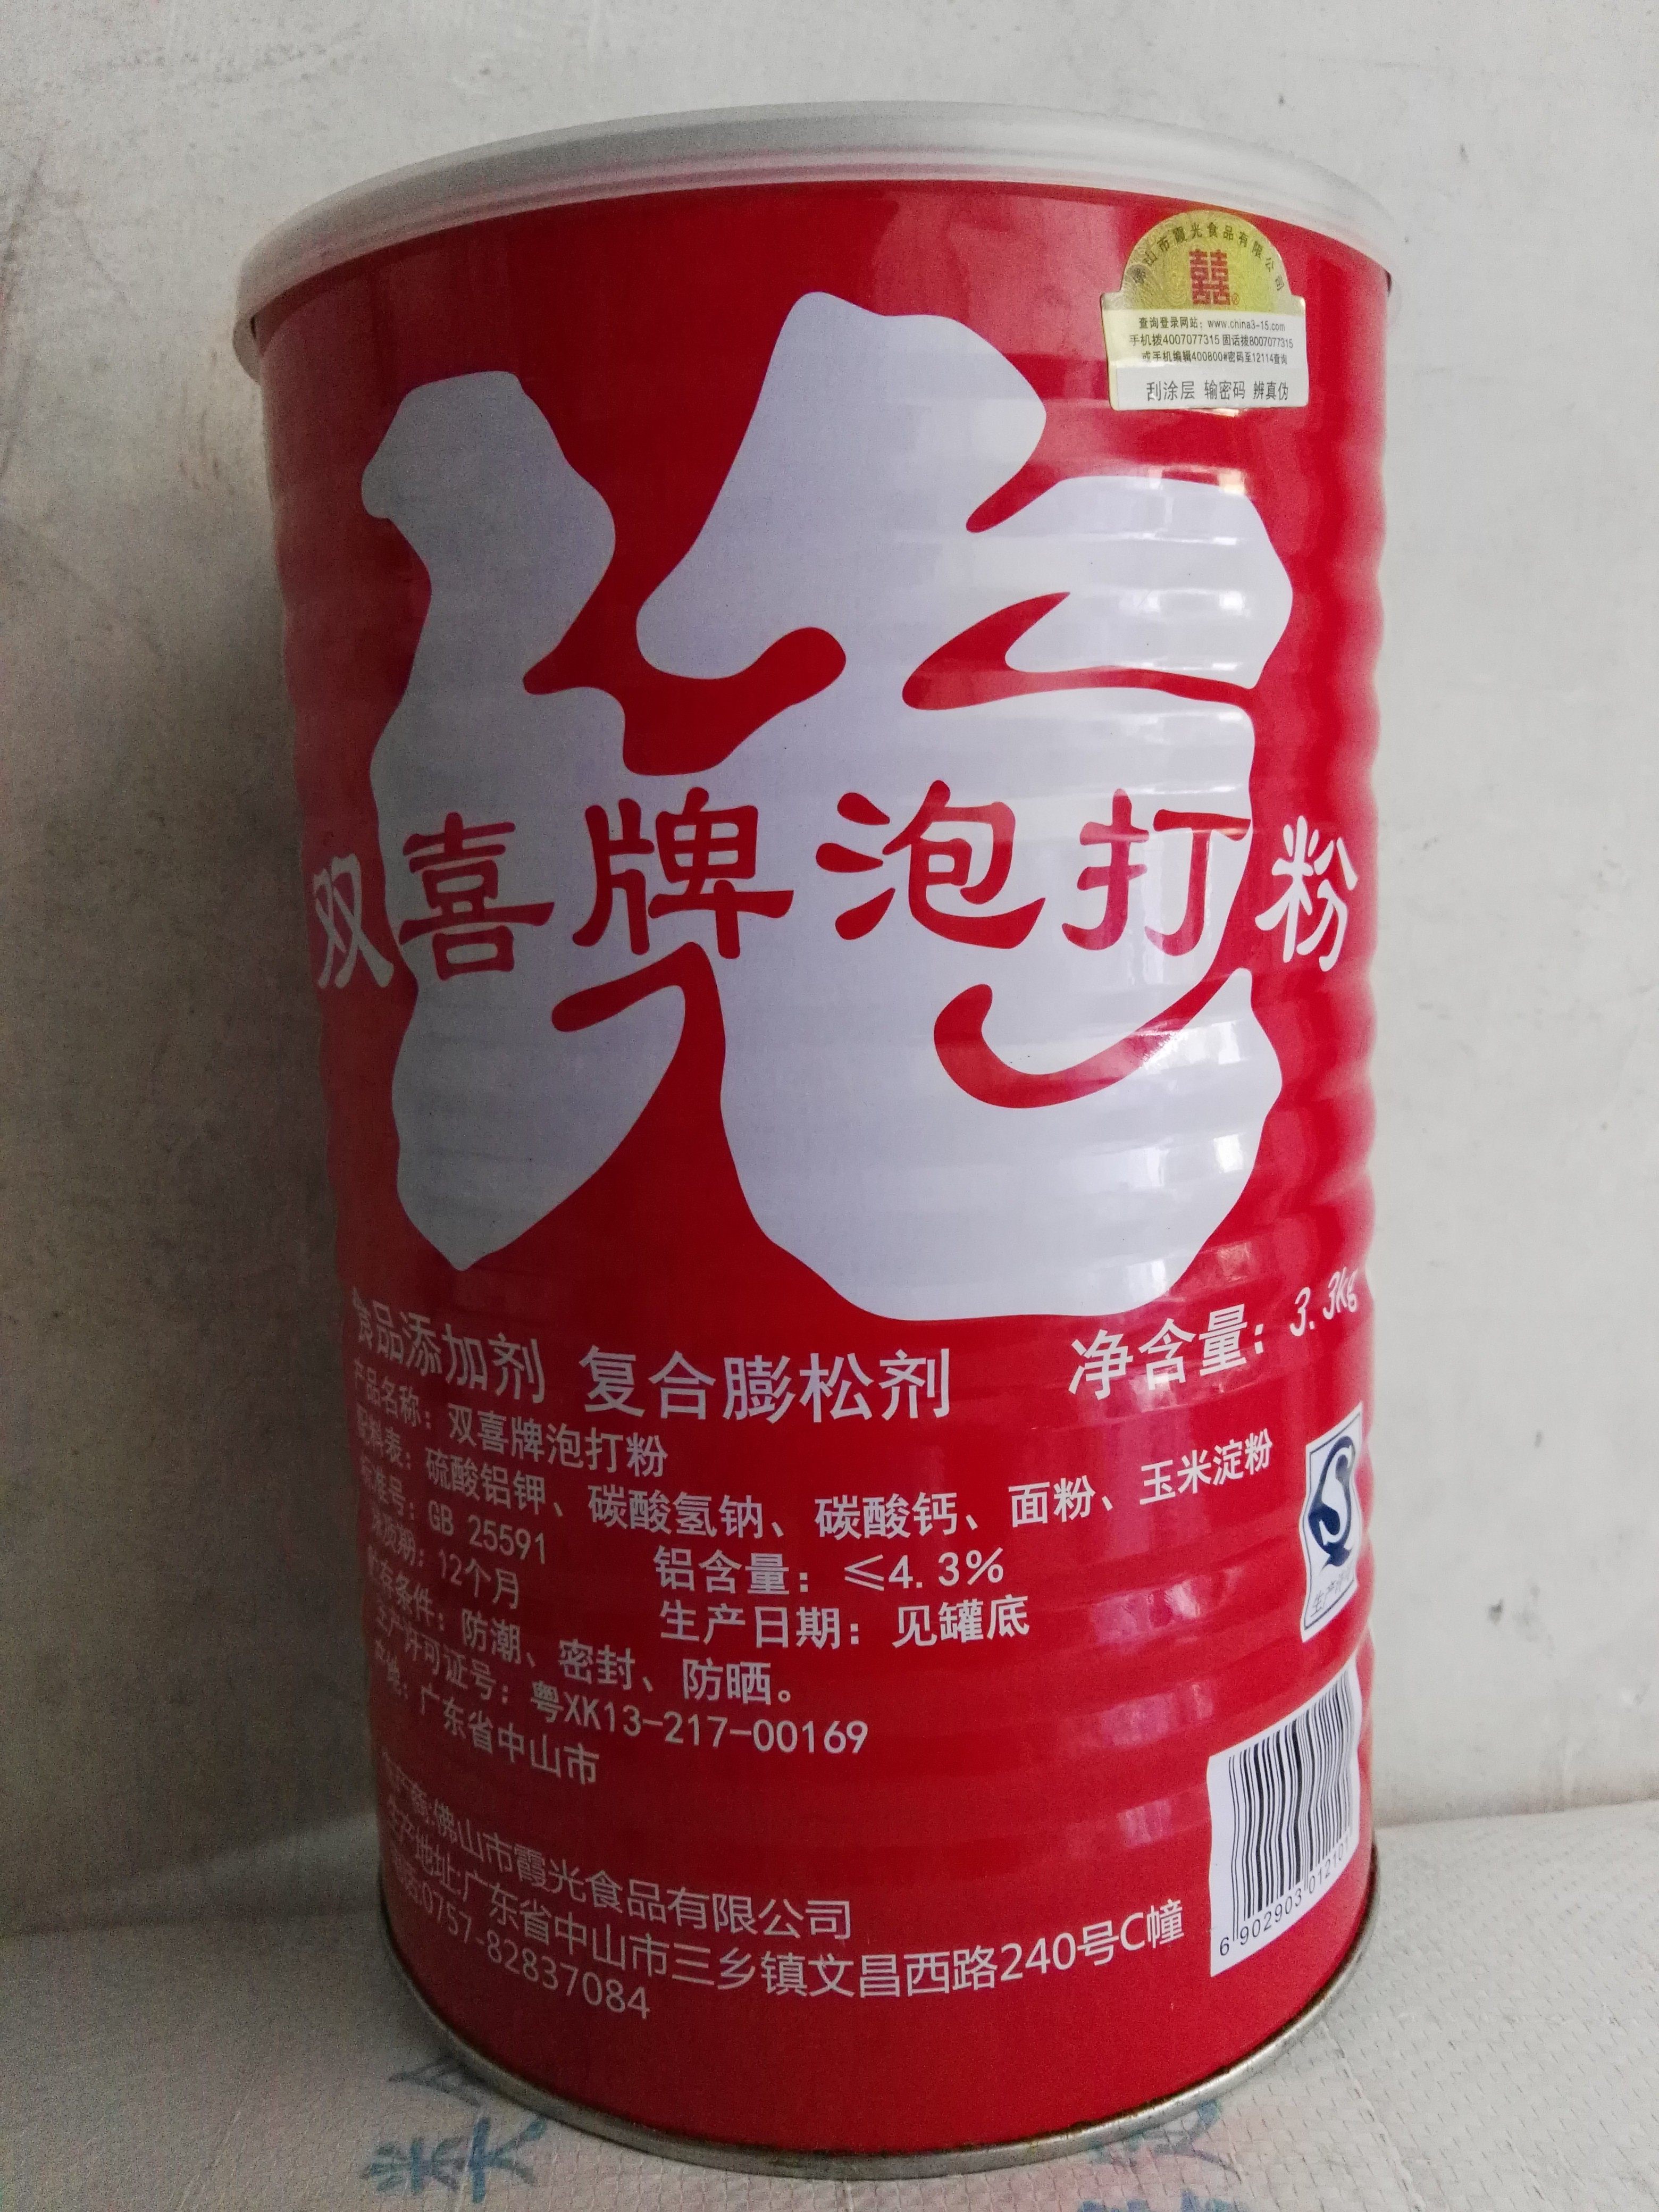 佛山市霞光食品有限公司
囍®
查询登录网站：www.china3-15.com
手机拨4007077315 固话拨8007077315
或手机编辑400800#密码至12114查询
刮涂层 输密码 辨真伪
泡
双喜牌泡打粉
食品添加剂 复合膨松剂 净含量：3.3kg
产品名称：双喜牌泡打粉
配料表：硫酸铝钾、碳酸氢钠、碳酸钙、面粉、玉米淀粉
标准号：GB 25591 铝含量：≤4.3%
保质期：12个月 生产日期：见罐底
贮存条件：防潮、密封、防晒。
生产许可证号：粤XK13-217-00169
产地：广东省中山市
生产商:佛山市霞光食品有限公司
生产地址:广东省中山市三乡镇文昌西路240号C幢
电话:0757-82837084
生产许可
6 902903 012101